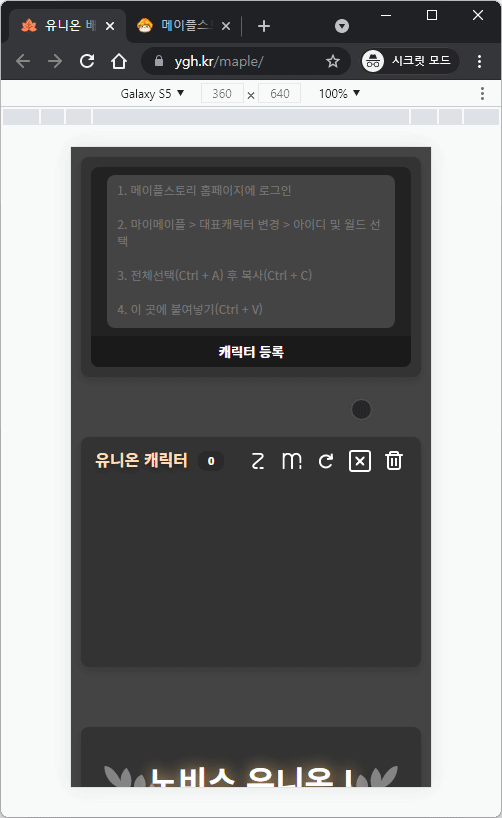 유니온 배
메이플스
ygh.kr/maple/
시크릿 모드
Galaxy S5 ▼ 360 × 640 100% ▼
1. 메이플스토리 홈페이지에 로그인
2. 마이메이플 > 대표캐릭터 변경 > 아이디 및 월드 선
택
3. 전체선택(Ctrl + A) 후 복사(Ctrl + C)
4. 이 곳에 붙여넣기(Ctrl + V)
캐릭터 등록
유니온 캐릭터 0
노비스 유니온 I